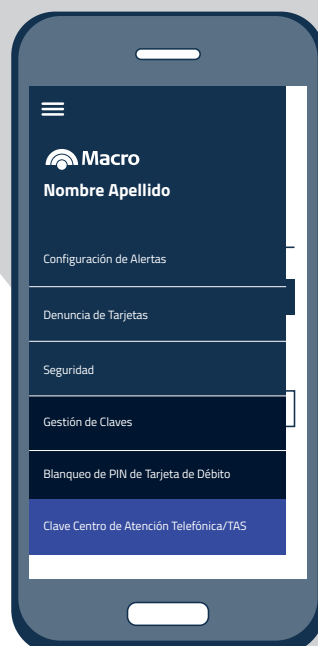 Macro
Nombre Apellido
Configuración de Alertas
Denuncia de Tarjetas
Seguridad
Gestión de Claves
Blanqueo de PIN de Tarjeta de Débito
Clave Centro de Atención Telefónica/TAS